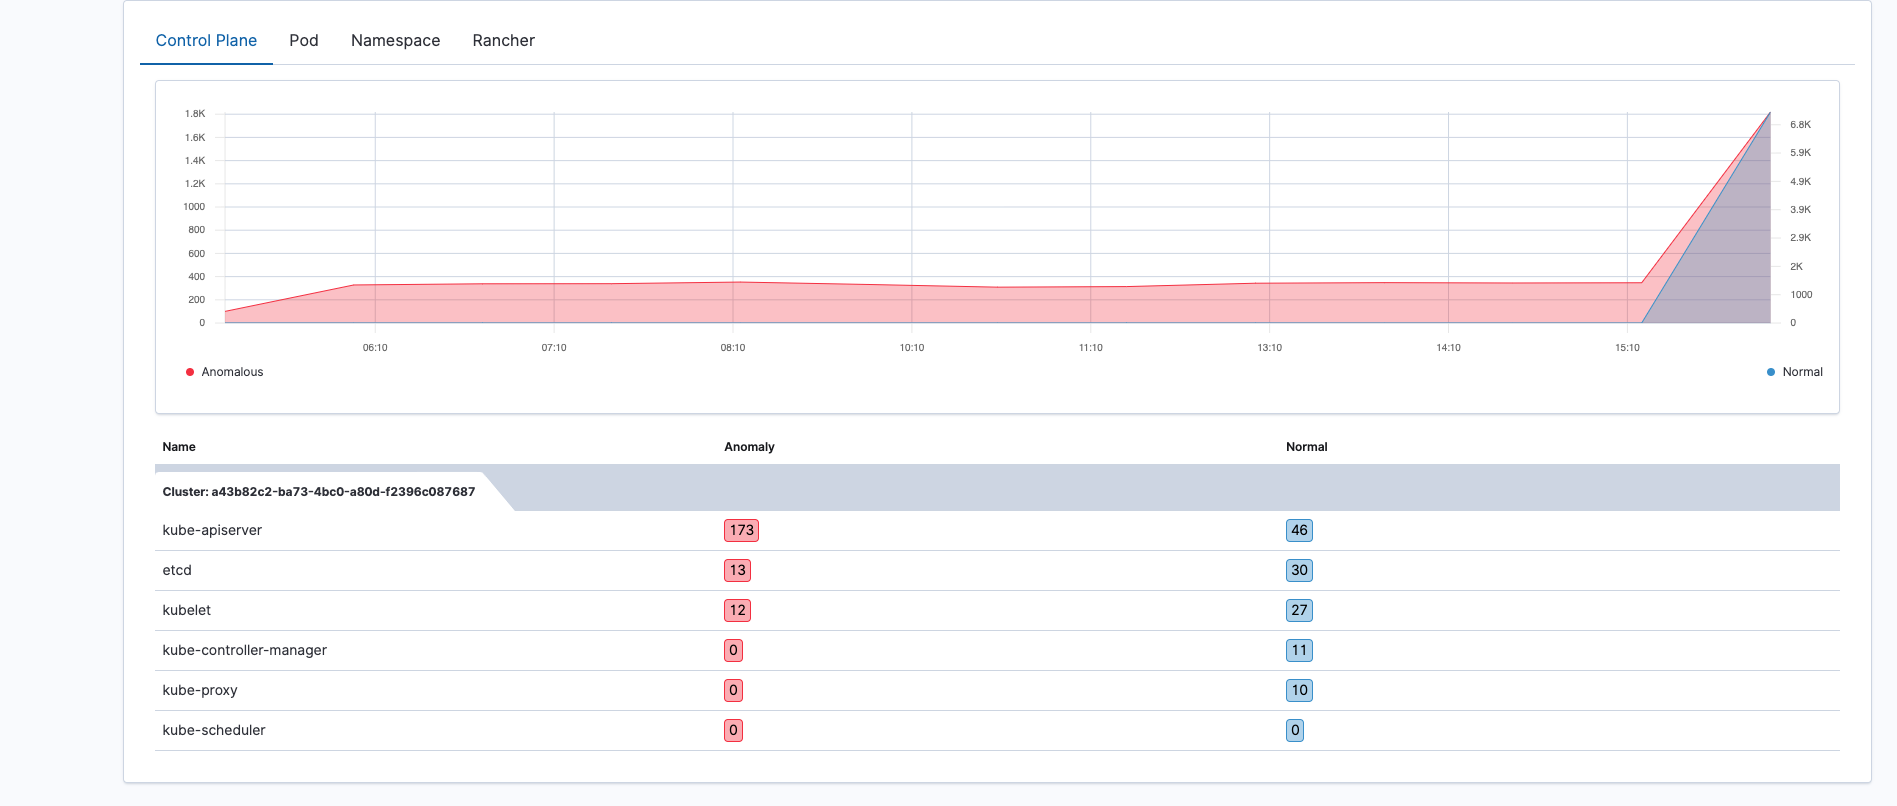 Control Plane Pod Namespace Rancher
1.8K
1.6K
1.4K
1.2K
1000
800
600
400
200
0
6.8K
5.9K
4.9K
3.9K
2.9K
2K
1000
0
06:10 07:10 08:10 10:10 11:10 13:10 14:10 15:10
Anomalous Normal
Name Anomaly Normal
Cluster: a43b82c2-ba73-4bc0-a80d-f2396c087687
kube-apiserver 173 46
etcd 13 30
kubelet 12 27
kube-controller-manager 0 11
kube-proxy 0 10
kube-scheduler 0 0